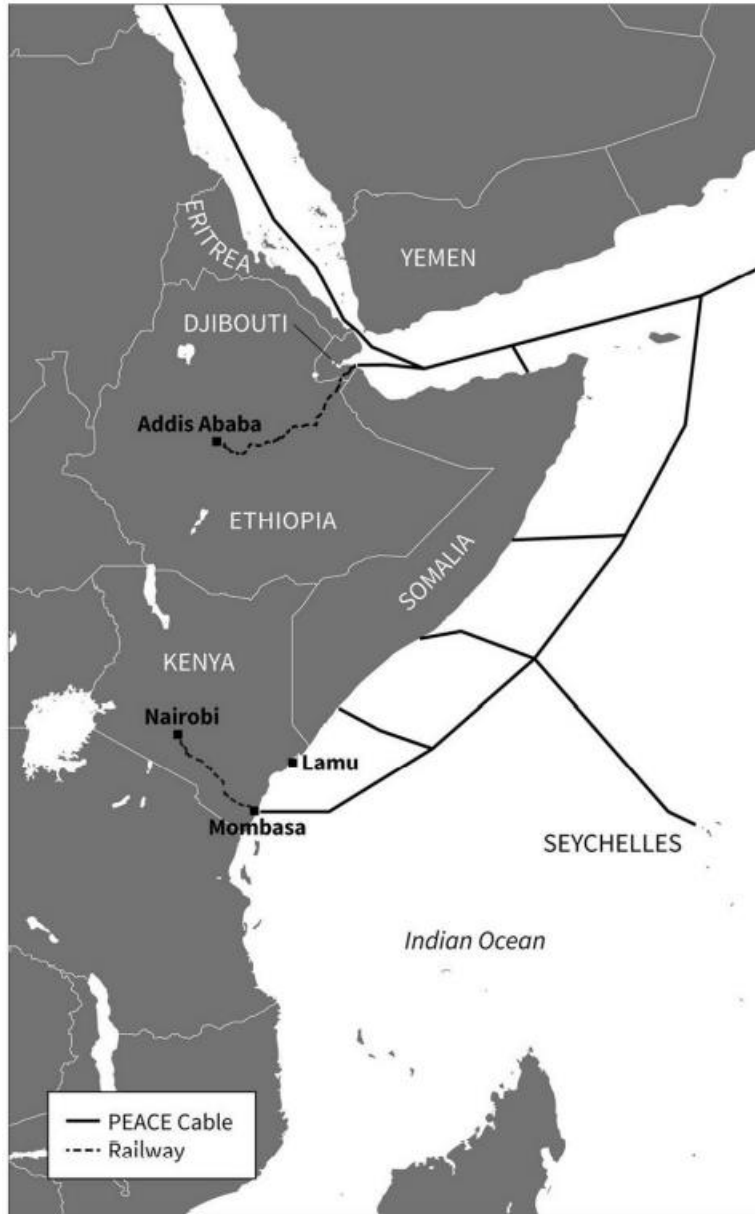 ERITREA
YEMEN
DJIBOUTI
Addis Ababa
ETHIOPIA
SOMALIA
KENYA
Nairobi
Lamu
Mombasa
SEYCHELLES
Indian Ocean
PEACE Cable
Railway